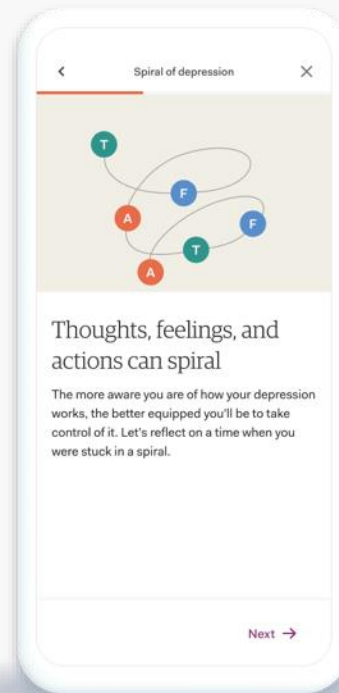 Spiral of depression
T
F
A
F
T
A
Thoughts, feelings, and
actions can spiral
The more aware you are of how your depression
works, the better equipped you'll be to take
control of it. Let's reflect on a time when you
were stuck in a spiral.
Next